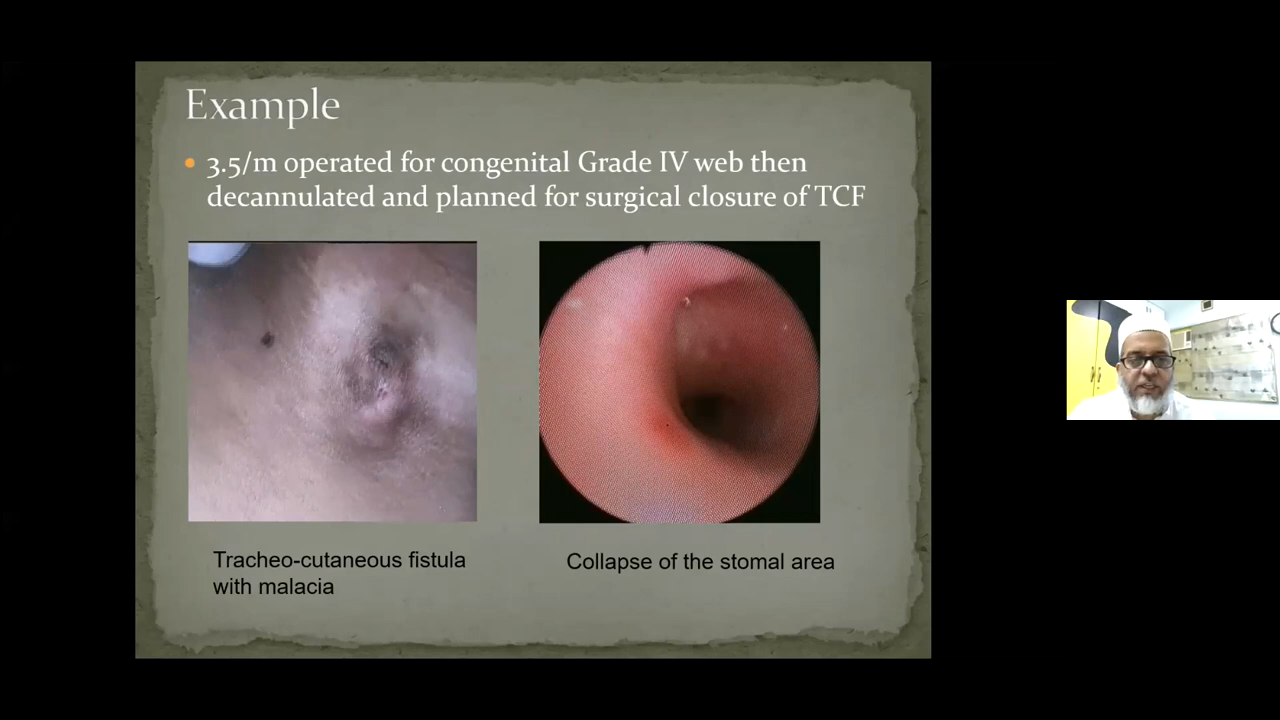 Example
3.5/m operated for congenital Grade IV web then
decannulated and planned for surgical closure of TCF
Tracheo-cutaneous fistula
with malacia
Collapse of the stomal area